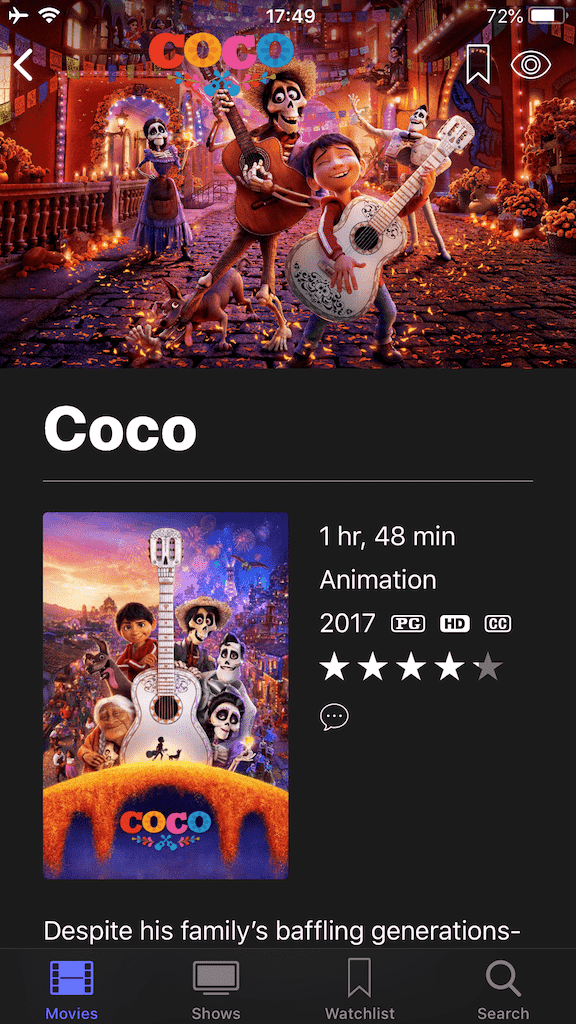 17:49
72%
COCO
Coco
1 hr, 48 min
Animation
2017 PG HD CC
COCO
Despite his family’s baffling generations-
Movies
Shows
Watchlist
Search